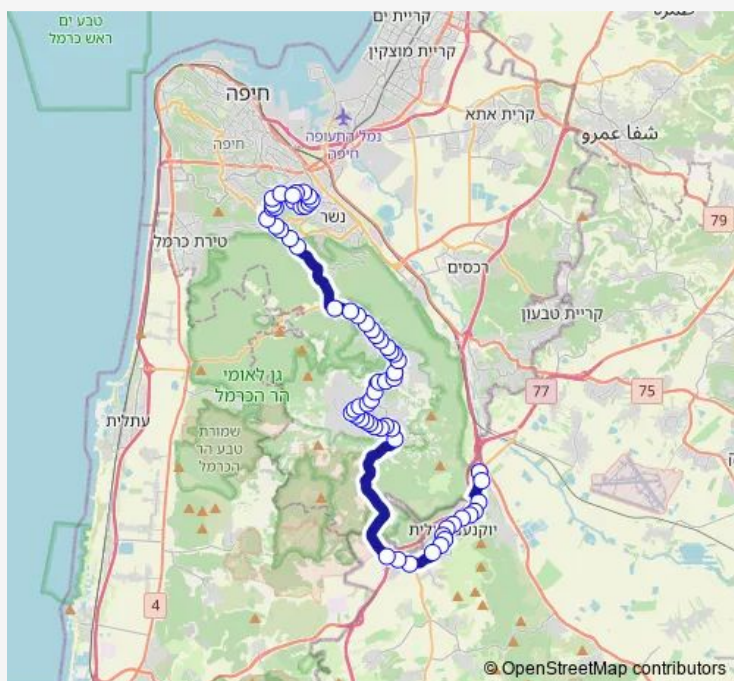 טבע ים
ראש כרמל
קריית ים
קריית מוצקין
חיפה
קרית אתא
שפא עמרו
נמל התעופה
חיפה
חיפה
נשר
79
טירת כרמל
רכסים
קריית טבעון
גן לאומי
הר הכרמל
77
75
עתלית
שמורת
טבע הר
הכרמל
4
© OpenStreetMap contributors